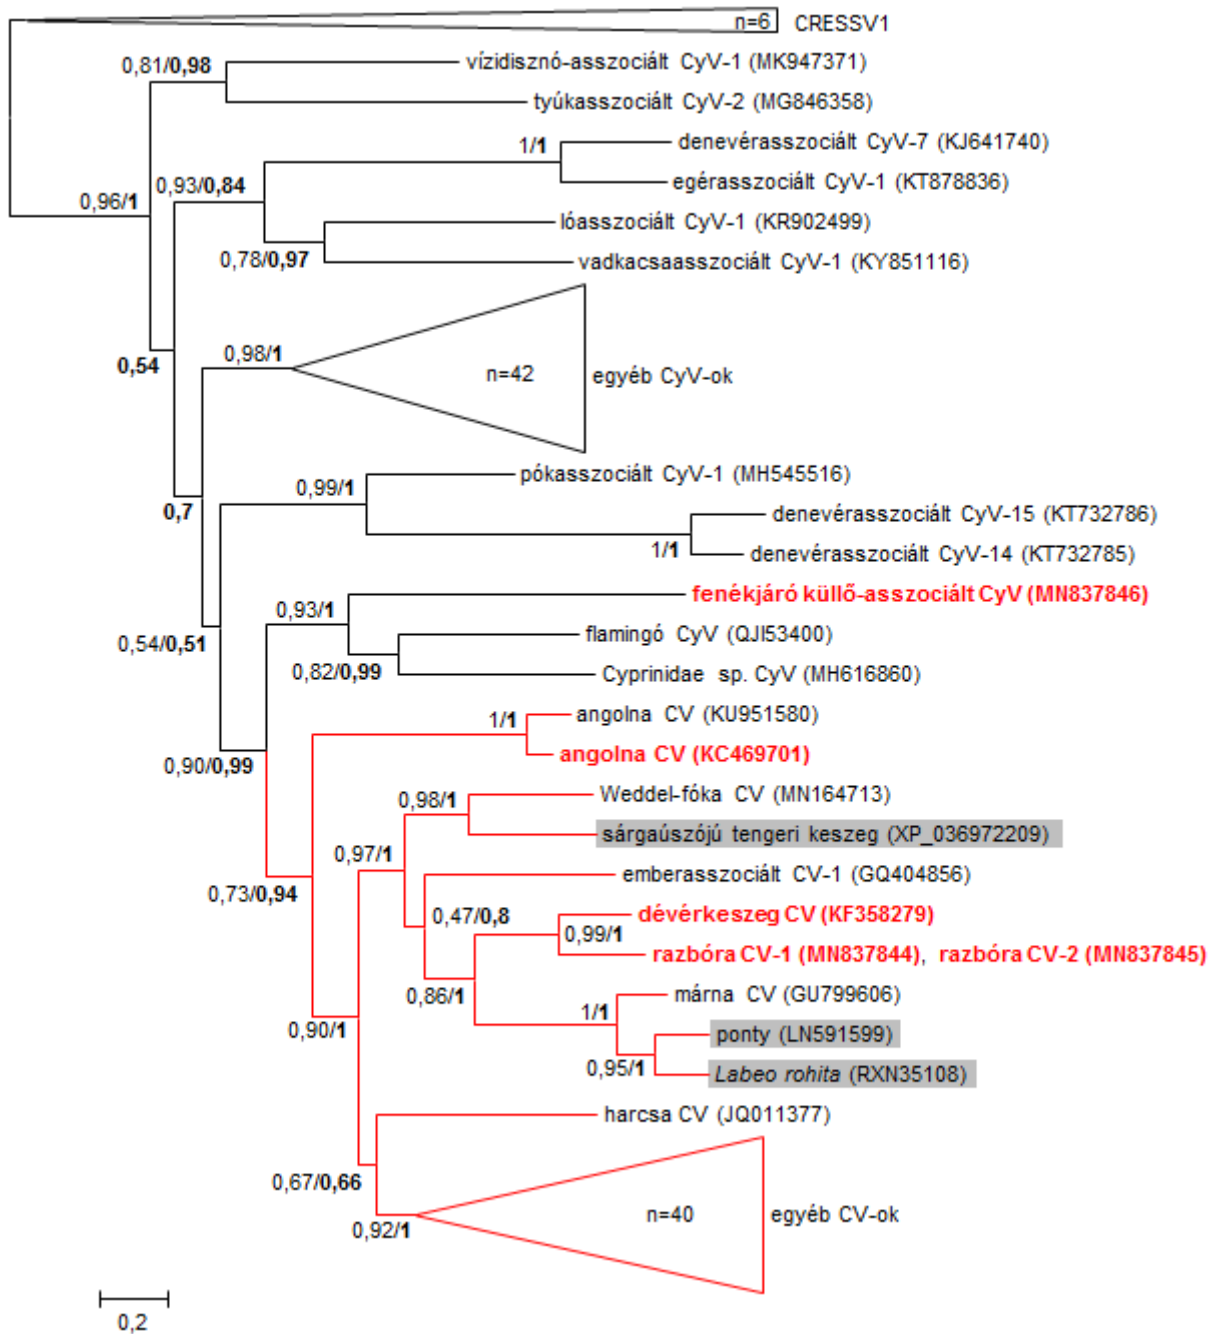 n=6 CRESSV1
0,81/0,98
vízidisznó-asszociált CyV-1 (MK947371)
tyúkasszociált CyV-2 (MG846358)
1/1
denevérasszociált CyV-7 (KJ641740)
0,93/0,84
egérasszociált CyV-1 (KT878836)
0,96/1
lóasszociált CyV-1 (KR902499)
0,78/0,97
vadkacsaasszociált CyV-1 (KY851116)
0,54
0,98/1
n=42 egyéb CyV-ok
pókasszociált CyV-1 (MH545516)
0,99/1
0,7
denevérasszociált CyV-15 (KT732786)
1/1
denevérasszociált CyV-14 (KT732785)
fenékjáró küllő-asszociált CyV (MN837846)
0,93/1
flamingó CyV (QJI53400)
0,54/0,51
0,82/0,99
Cyprinidae sp. CyV (MH616860)
1/1
angolna CV (KU951580)
angolna CV (KC469701)
0,90/0,99
Weddel-fóka CV (MN164713)
0,98/1
sárgaúszójú tengeri keszeg (XP_036972209)
0,97/1
emberasszociált CV-1 (GQ404856)
0,73/0,94
0,47/0,8
dévérkeszeg CV (KF358279)
0,99/1
razbóra CV-1 (MN837844), razbóra CV-2 (MN837845)
0,86/1
márna CV (GU799606)
1/1
0,90/1
ponty (LN591599)
0,95/1
Labeo rohita (RXN35108)
harcsa CV (JQ011377)
0,67/0,66
n=40 egyéb CV-ok
0,92/1
0,2